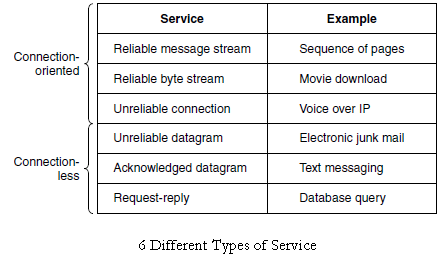 Service Example
Connection-
oriented
Reliable message stream Sequence of pages
Reliable byte stream Movie download
Unreliable connection Voice over IP
Connection-
less
Unreliable datagram Electronic junk mail
Acknowledged datagram Text messaging
Request-reply Database query
6 Different Types of Service